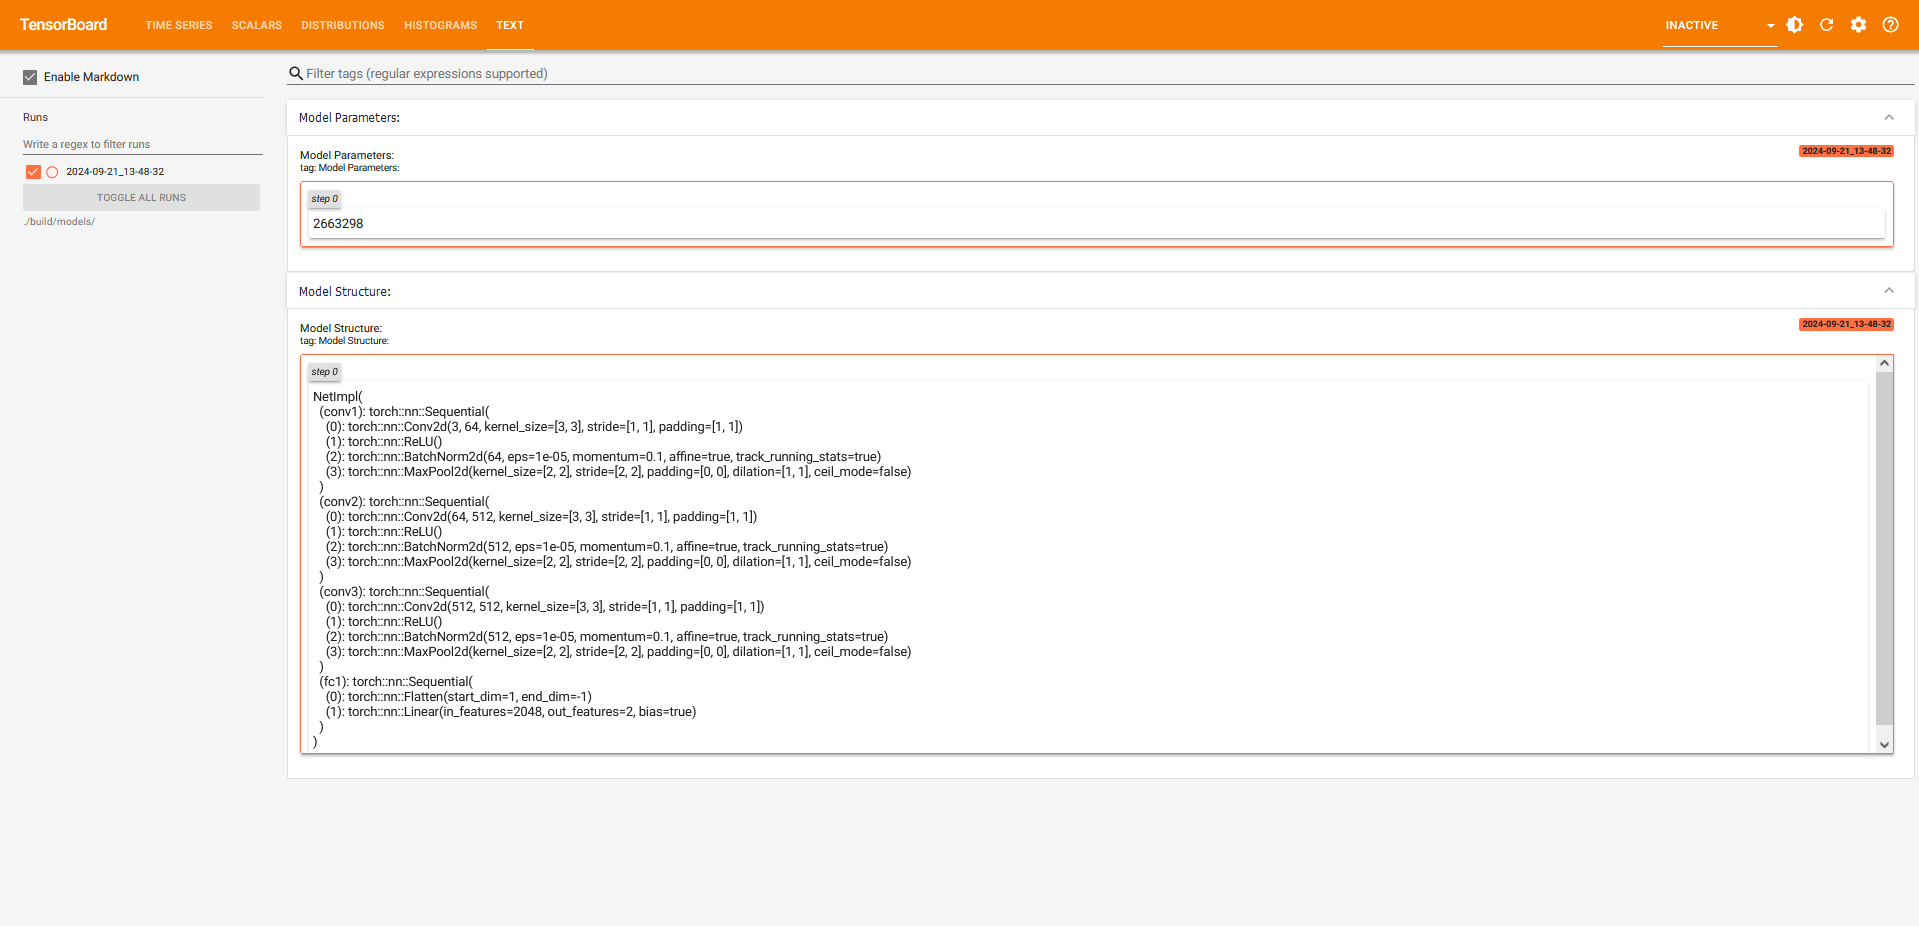 TensorBoard
TIME SERIES
SCALARS
DISTRIBUTIONS
HISTOGRAMS
TEXT
INACTIVE
Enable Markdown
Runs
Write a regex to filter runs
2024-09-21_13-48-32
TOGGLE ALL RUNS
./build/models/
Filter tags (regular expressions supported)
Model Parameters:
Model Parameters:
tag: Model Parameters:
2024-09-21_13-48-32
step 0
2663298
Model Structure:
Model Structure:
tag: Model Structure:
2024-09-21_13-48-32
step 0
NetImpl(
(conv1): torch::nn::Sequential(
(0): torch::nn::Conv2d(3, 64, kernel_size=[3, 3], stride=[1, 1], padding=[1, 1])
(1): torch::nn::ReLU()
(2): torch::nn::BatchNorm2d(64, eps=1e-05, momentum=0.1, affine=true, track_running_stats=true)
(3): torch::nn::MaxPool2d(kernel_size=[2, 2], stride=[2, 2], padding=[0, 0], dilation=[1, 1], ceil_mode=false)
)
(conv2): torch::nn::Sequential(
(0): torch::nn::Conv2d(64, 512, kernel_size=[3, 3], stride=[1, 1], padding=[1, 1])
(1): torch::nn::ReLU()
(2): torch::nn::BatchNorm2d(512, eps=1e-05, momentum=0.1, affine=true, track_running_stats=true)
(3): torch::nn::MaxPool2d(kernel_size=[2, 2], stride=[2, 2], padding=[0, 0], dilation=[1, 1], ceil_mode=false)
)
(conv3): torch::nn::Sequential(
(0): torch::nn::Conv2d(512, 512, kernel_size=[3, 3], stride=[1, 1], padding=[1, 1])
(1): torch::nn::ReLU()
(2): torch::nn::BatchNorm2d(512, eps=1e-05, momentum=0.1, affine=true, track_running_stats=true)
(3): torch::nn::MaxPool2d(kernel_size=[2, 2], stride=[2, 2], padding=[0, 0], dilation=[1, 1], ceil_mode=false)
)
(fc1): torch::nn::Sequential(
(0): torch::nn::Flatten(start_dim=1, end_dim=-1)
(1): torch::nn::Linear(in_features=2048, out_features=2, bias=true)
)
)